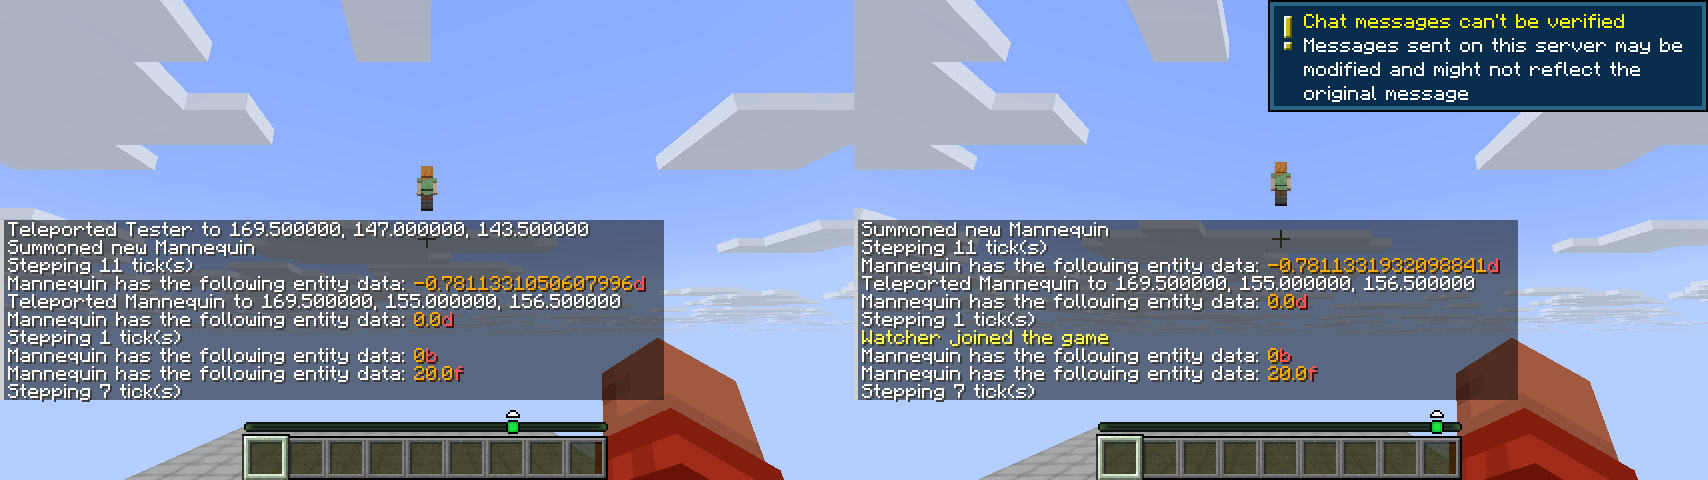 Teleported Tester to 169.500000, 147.000000, 143.500000
Summoned new Mannequin
Stepping 11 tick(s)
Mannequin has the following entity data: -0.7811331050607996d
Teleported Mannequin to 169.500000, 155.000000, 156.500000
Mannequin has the following entity data: 0.0d
Stepping 1 tick(s)
Mannequin has the following entity data: 0b
Mannequin has the following entity data: 20.0f
Stepping 7 tick(s)
Chat messages can't be verified
Messages sent on this server may be
modified and might not reflect the
original message
Summoned new Mannequin
Stepping 11 tick(s)
Mannequin has the following entity data: -0.7811331932098841d
Teleported Mannequin to 169.500000, 155.000000, 156.500000
Mannequin has the following entity data: 0.0d
Stepping 1 tick(s)
Watcher joined the game
Mannequin has the following entity data: 0b
Mannequin has the following entity data: 20.0f
Stepping 7 tick(s)